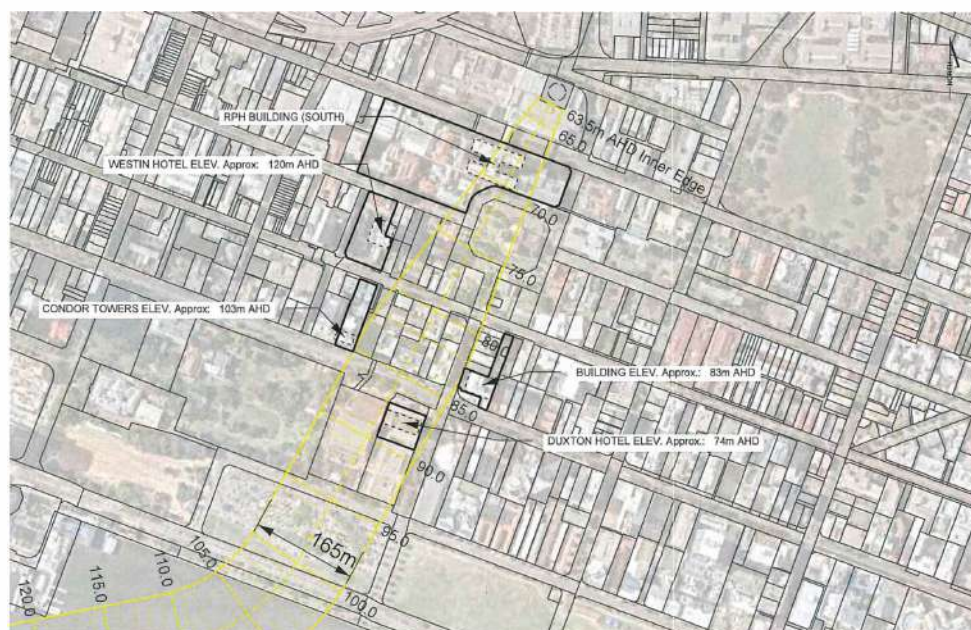 RPH BUILDING (SOUTH)
WESTIN HOTEL ELEV. Approx: 120m AHD
CONDOR TOWERS ELEV. Approx: 103m AHD
BUILDING ELEV. Approx.: 83m AHD
DUXTON HOTEL ELEV. Approx.: 74m AHD
63.5m AHD Inner Edge
65.0
70.0
75.0
80.0
85.0
90.0
95.0
100.0
165m
105.0
110.0
115.0
120.0